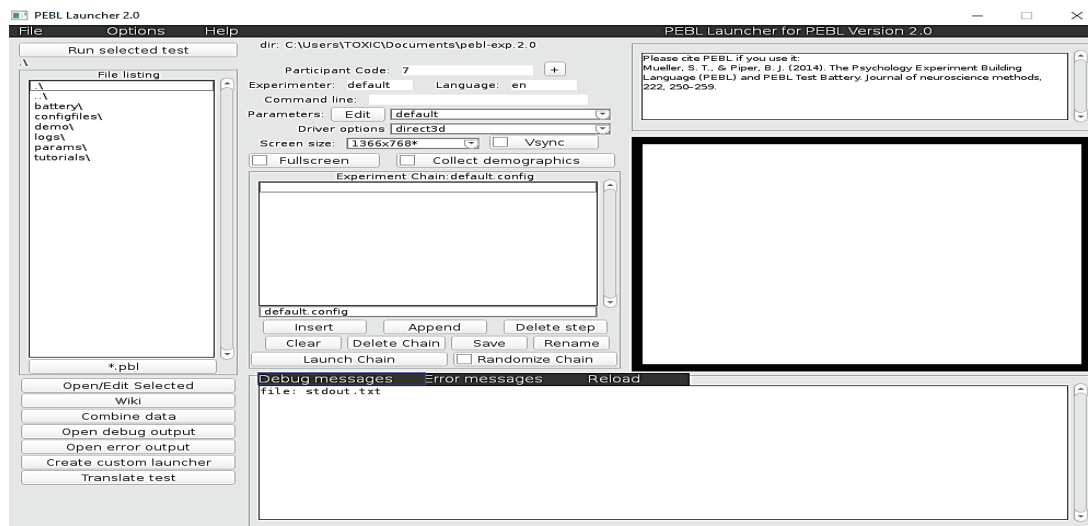 PEBL Launcher 2.0
File Options Help PEBL Launcher for PEBL Version 2.0
Run selected test
.\
File listing
.\
..\
battery\
configfiles\
demo\
logs\
params\
tutorials\
*.pbl
Open/Edit Selected
Wiki
Combine data
Open debug output
Open error output
Create custom launcher
Translate test
dir: C:\Users\TOXIC\Documents\pebl-exp.2.0
Participant Code: 7 +
Experimenter: default Language: en
Command line:
Parameters: Edit default
Driver options direct3d
Screen size: 1366x768* Vsync
Fullscreen Collect demographics
Experiment Chain:default.config
default.config
Insert Append Delete step
Clear Delete Chain Save Rename
Launch Chain Randomize Chain
Please cite PEBL if you use it:
Mueller, S. T., & Piper, B. J. (2014). The Psychology Experiment Building
Language (PEBL) and PEBL Test Battery. Journal of neuroscience methods,
222, 250-259.
Debug messages Error messages Reload
file: stdout.txt